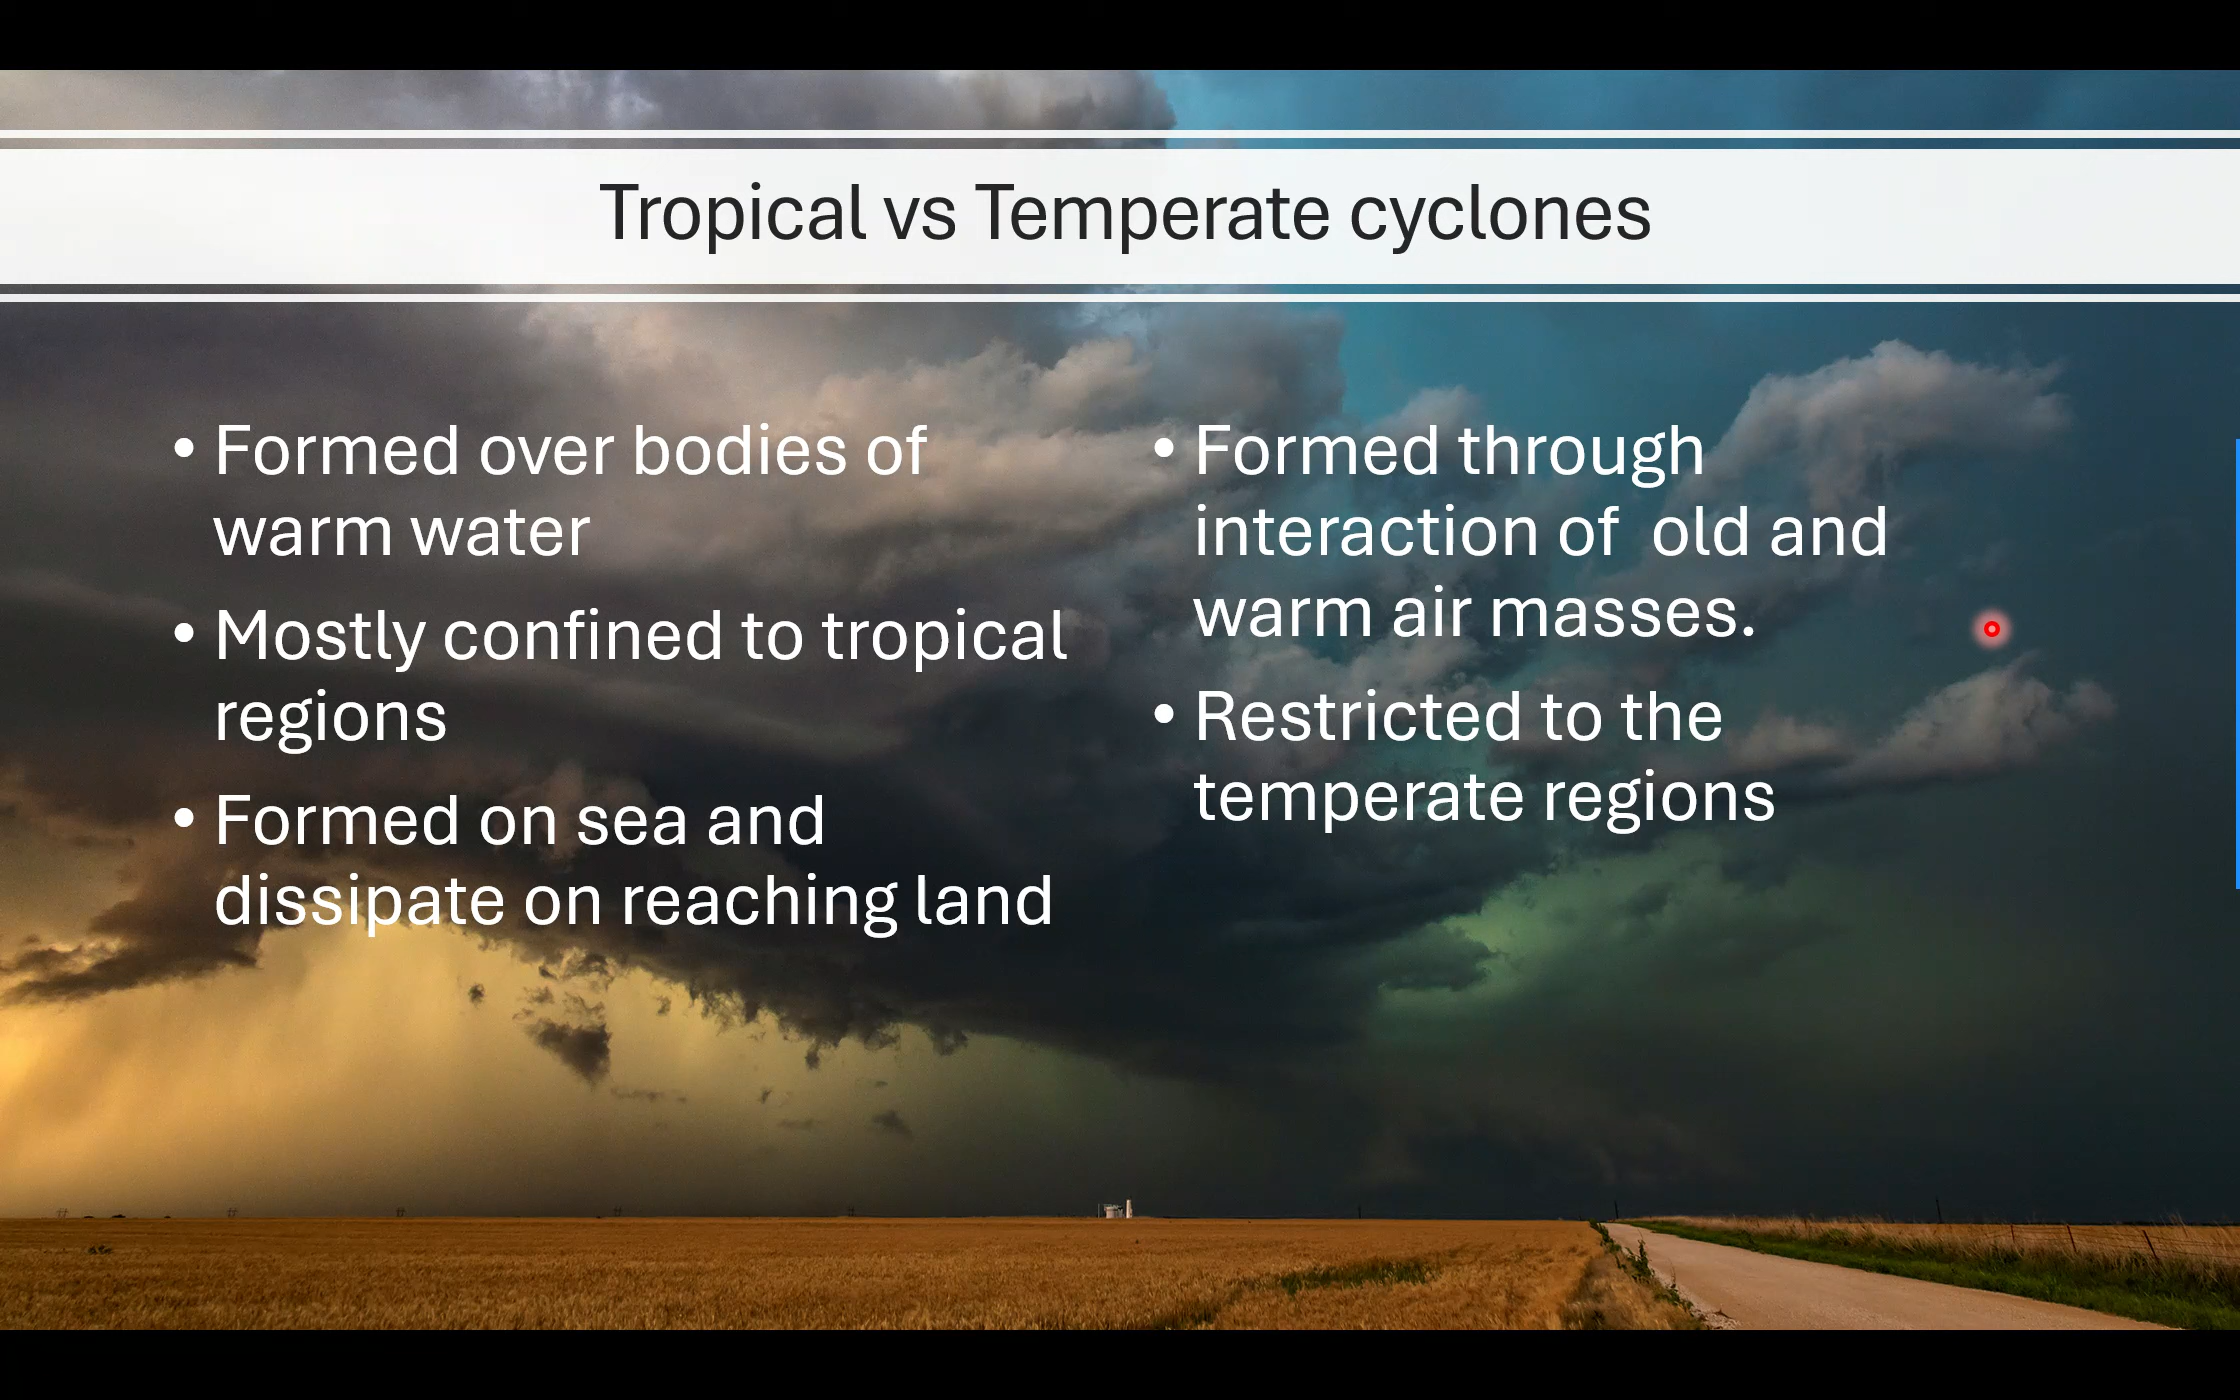 Tropical vs Temperate cyclones
• Formed over bodies of
warm water
• Mostly confined to tropical
regions
• Formed on sea and
dissipate on reaching land
• Formed through
interaction of  old and
warm air masses.
• Restricted to the
temperate regions